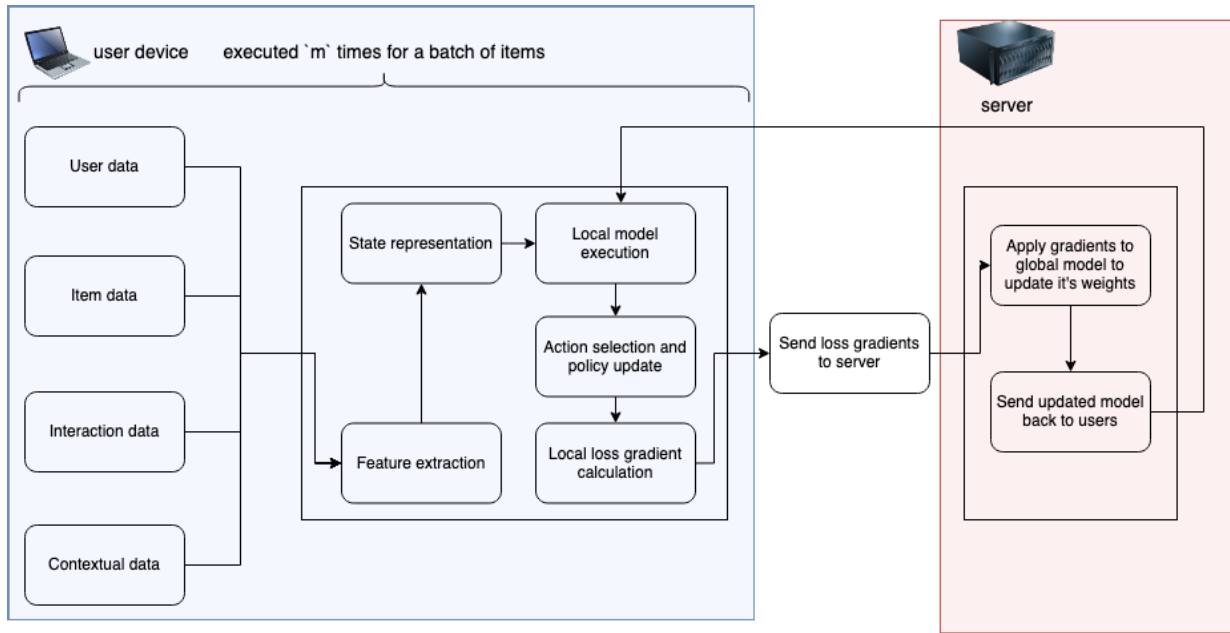 user device
executed `m` times for a batch of items
server
User data
Item data
Interaction data
Contextual data
State representation
Feature extraction
Local model
execution
Action selection and
policy update
Local loss gradient
calculation
Send loss gradients
to server
Apply gradients to
global model to
update it's weights
Send updated model
back to users